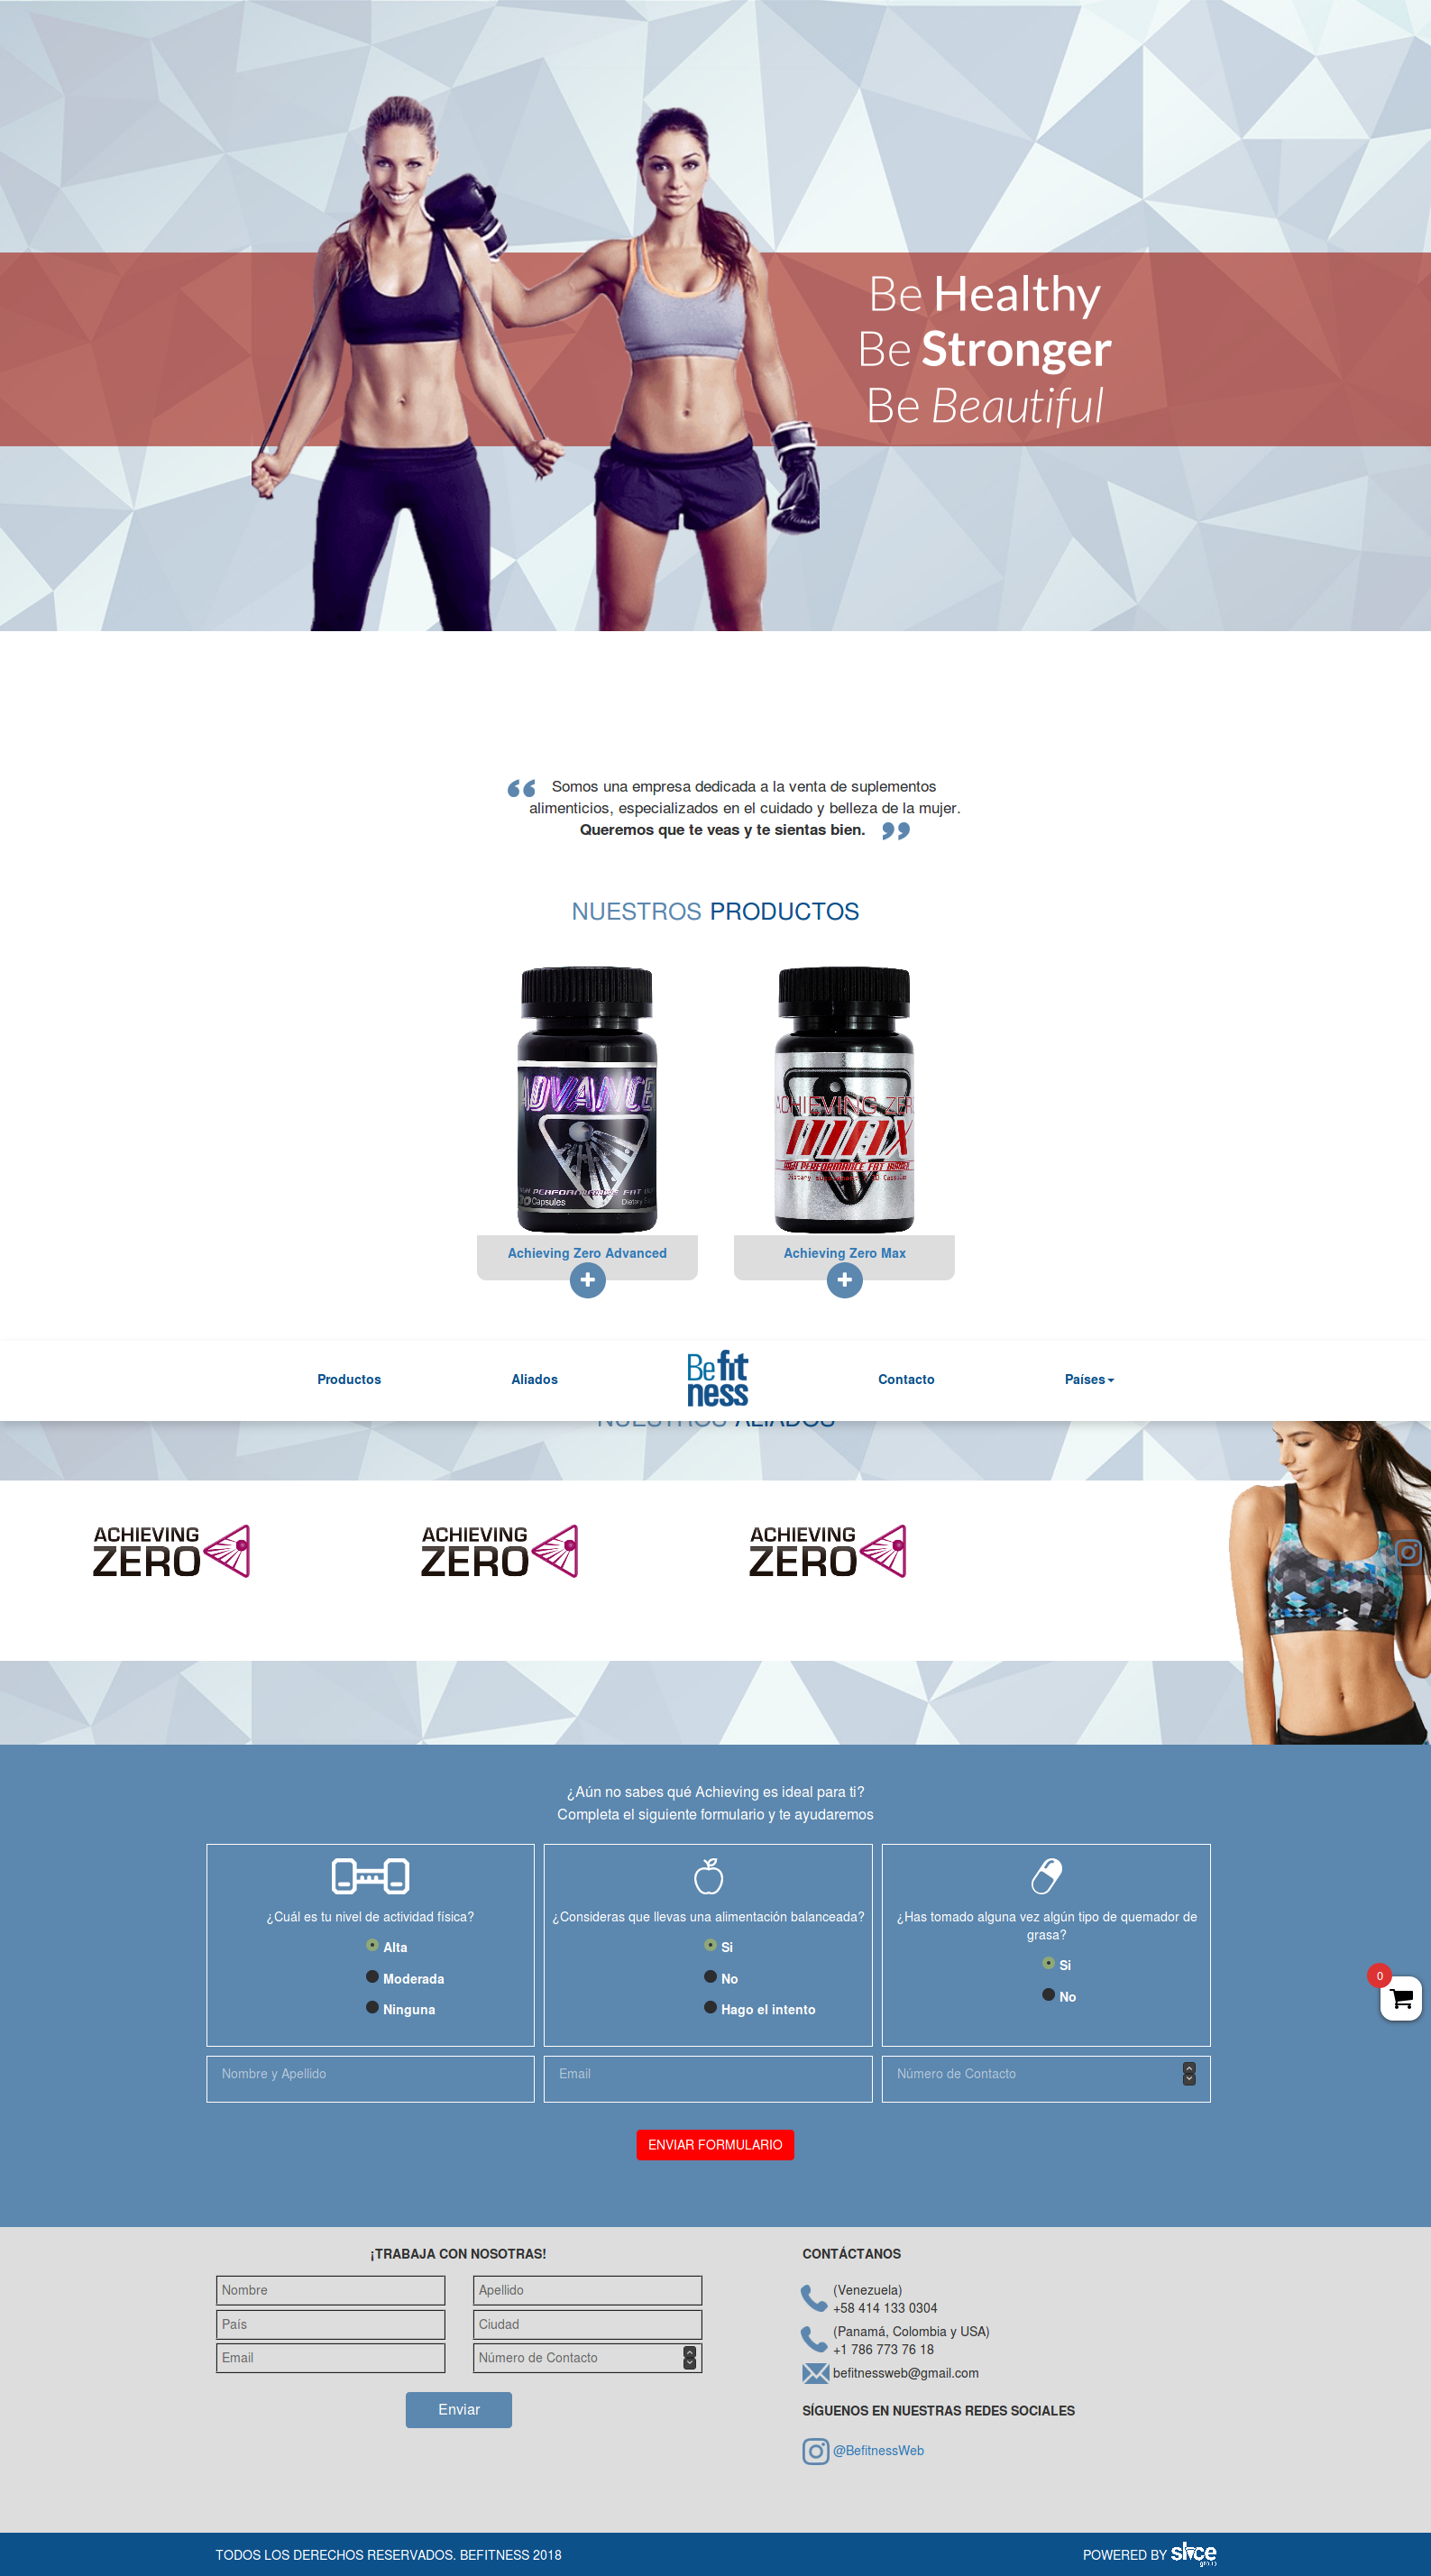 Be Healthy
Be Stronger
Be Beautiful
Somos una empresa dedicada a la venta de suplementos
alimenticios, especializados en el cuidado y belleza de la mujer.
Queremos que te veas y te sientas bien.
NUESTROS PRODUCTOS
ADVANCE
30 Capsules
ACHIEVING ZER
MAX
HIGH PERFORMANCE FAT BURNER
Achieving Zero Advanced
Achieving Zero Max
Productos
Aliados
Be fit
ness
Contacto
Países
NUESTROS ALIADOS
ACHIEVING
ZERO
ACHIEVING
ZERO
ACHIEVING
ZERO
¿Aún no sabes qué Achieving es ideal para ti?
Completa el siguiente formulario y te ayudaremos
¿Cuál es tu nivel de actividad física?
Alta
Moderada
Ninguna
¿Consideras que llevas una alimentación balanceada?
Si
No
Hago el intento
¿Has tomado alguna vez algún tipo de quemador de
grasa?
Si
No
0
Nombre y Apellido
Email
Número de Contacto
ENVIAR FORMULARIO
¡TRABAJA CON NOSOTRAS!
Nombre
Apellido
País
Ciudad
Email
Número de Contacto
Enviar
CONTÁCTANOS
(Venezuela)
+58 414 133 0304
(Panamá, Colombia y USA)
+1 786 773 76 18
befitnessweb@gmail.com
SÍGUENOS EN NUESTRAS REDES SOCIALES
@BefitnessWeb
TODOS LOS DERECHOS RESERVADOS. BEFITNESS 2018
POWERED BY slice